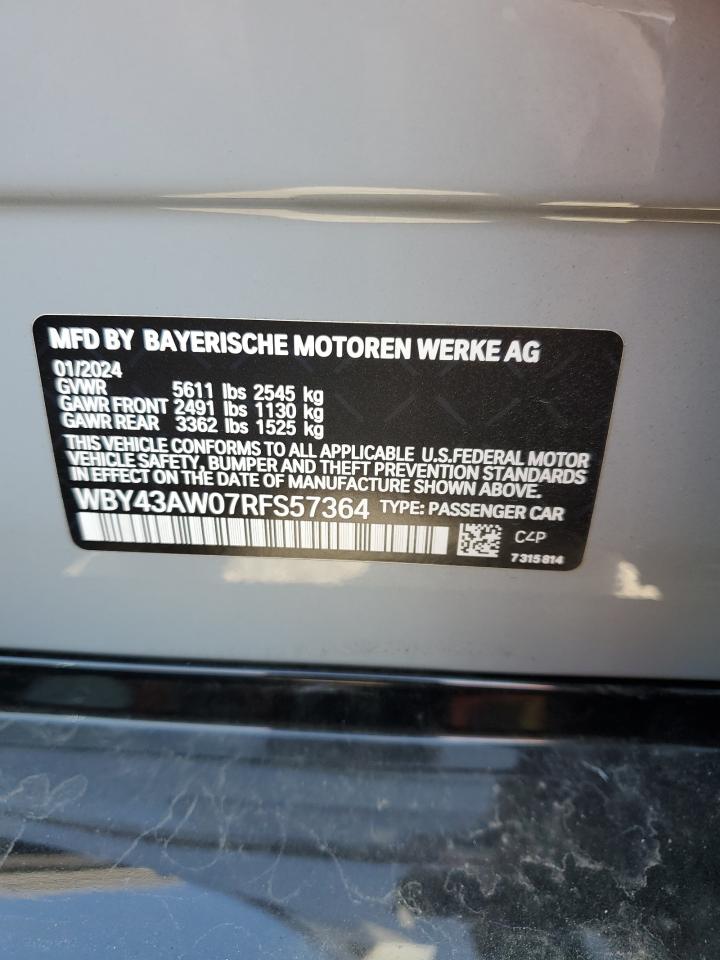 MFD BY BAYERISCHE MOTOREN WERKE AG
01/2024
GVWR 5611 lbs 2545 kg
GAWR FRONT 2491 lbs 1130 kg
GAWR REAR 3362 lbs 1525 kg
THIS VEHICLE CONFORMS TO ALL APPLICABLE U.S.FEDERAL MOTOR
VEHICLE SAFETY, BUMPER AND THEFT PREVENTION STANDARDS
IN EFFECT ON THE DATE OF MANUFACTURE SHOWN ABOVE
WBY43AW07RFS57364 TYPE: PASSENGER CAR
C4P
7 315 814